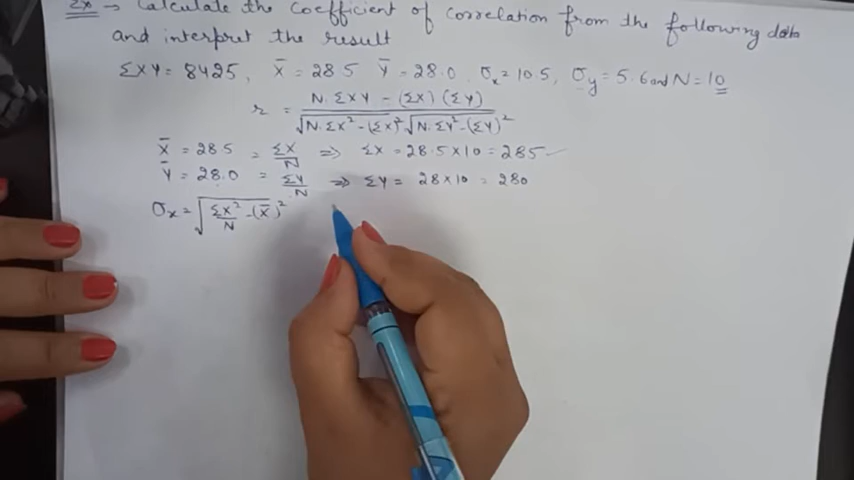 Ex → Calculate the Coefficient of correlation from the following data
and interpret the result
ΣXY = 8425, X̄ = 28.5 Ȳ = 28.0, σx = 10.5, σy = 5.6 and N = 10
r = N.ΣXY - (ΣX)(ΣY) / √N.ΣX² - (ΣX)² √N.ΣY² - (ΣY)²
X̄ = 28.5 = ΣX/N ⇒ ΣX = 28.5×10 = 285 ✓
Ȳ = 28.0 = ΣY/N ⇒ ΣY = 28×10 = 280
σx = √ΣX²/N - (X̄)²